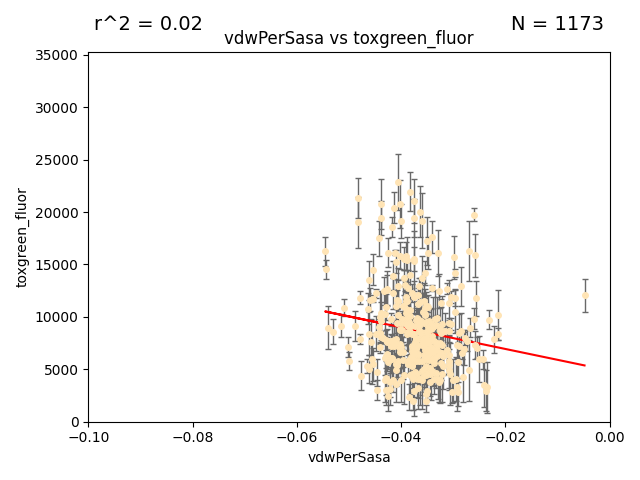 r^2 = 0.02
N = 1173
vdwPerSasa vs toxgreen_fluor
35000
30000
25000
20000
15000
10000
5000
0
toxgreen_fluor
−0.10
−0.08
−0.06
−0.04
−0.02
0.00
vdwPerSasa